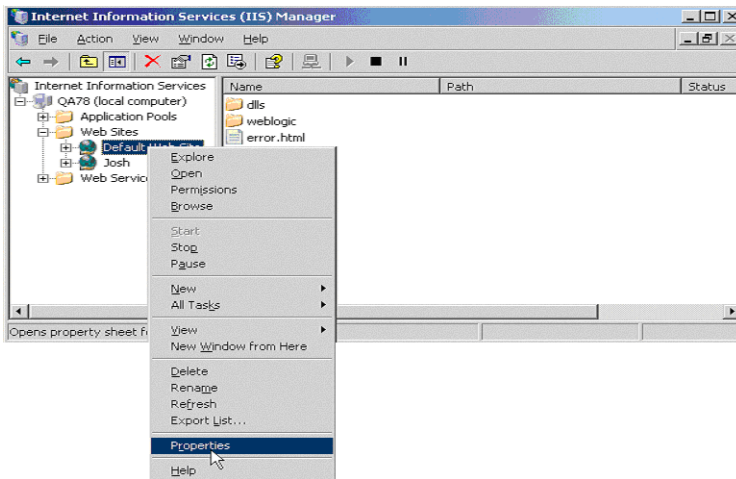 Internet Information Services (IIS) Manager
File Action View Window Help
Internet Information Services
QA78 (local computer)
Application Pools
Web Sites
Default Web Site
Josh
Web Servic
Name Path Status
dlls
weblogic
error.html
Explore
Open
Permissions
Browse
Start
Stop
Pause
New
All Tasks
View
New Window from Here
Delete
Rename
Refresh
Export List...
Properties
Help
Opens property sheet f